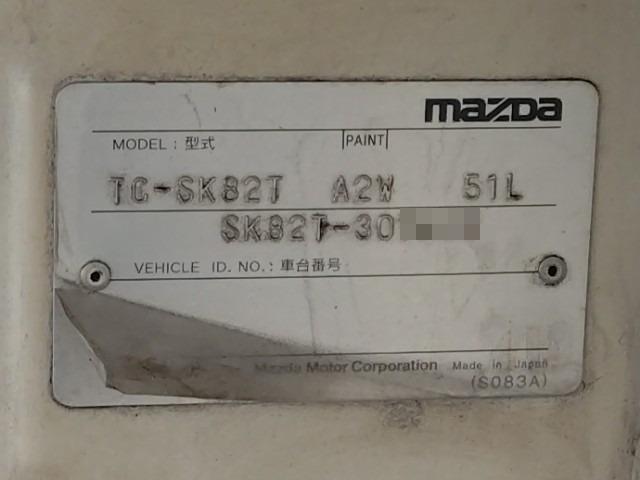 mazda
MODEL : 型式 PAINT
TC-SK82T A2W 51L
SK82T-30
VEHICLE ID. NO.: 車台番号
Mazda Motor Corporation Made in Japan
(S083A)